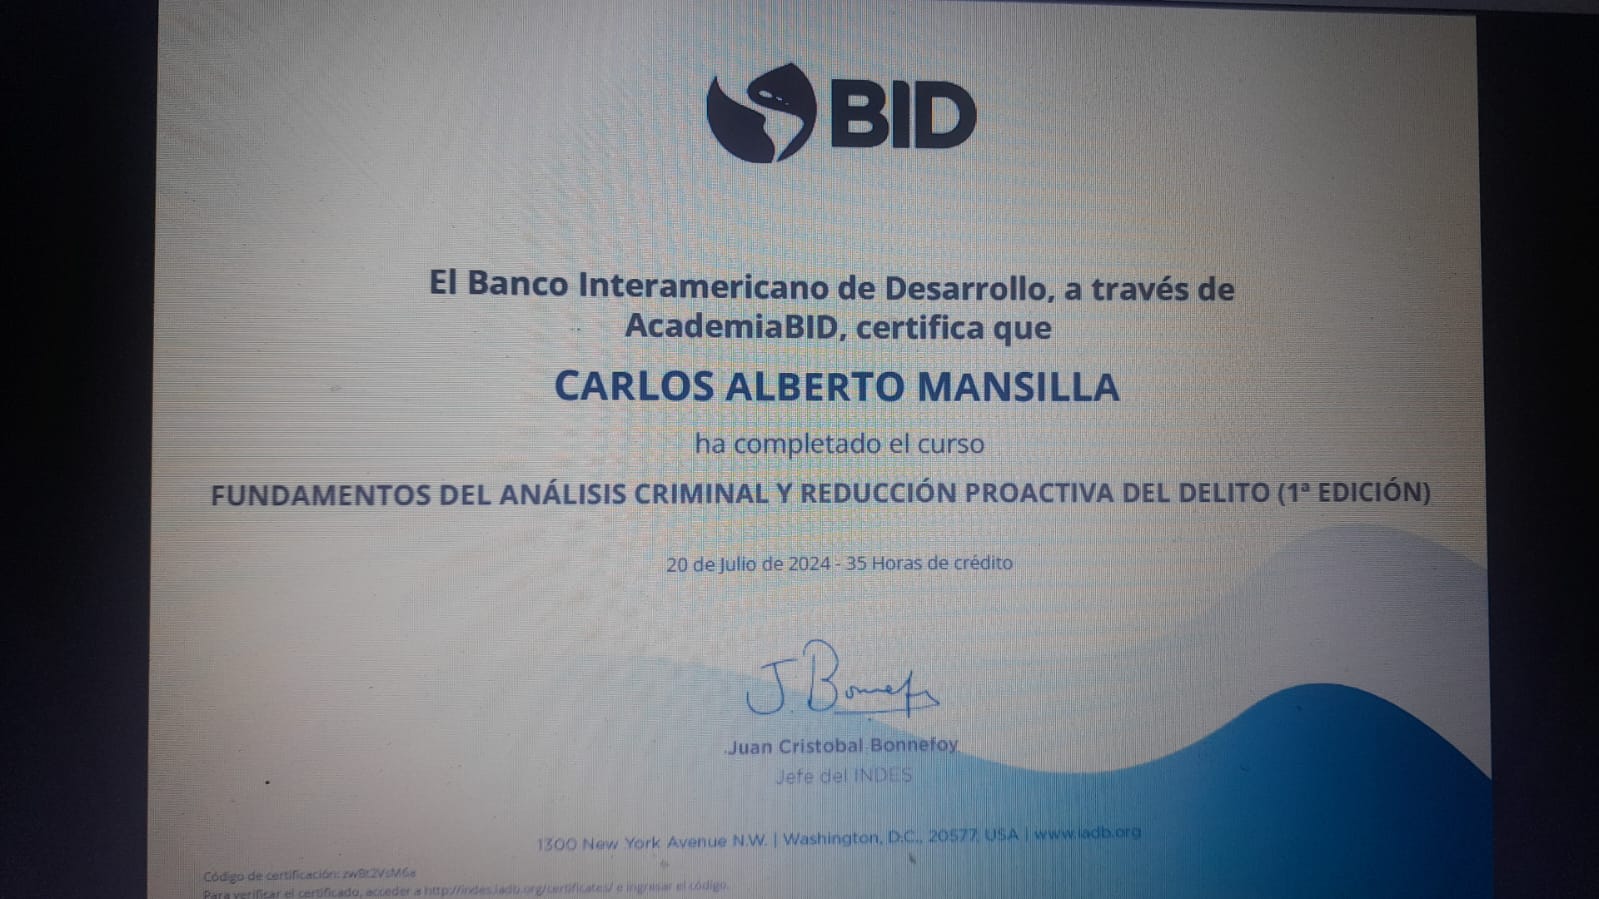 BID
El Banco Interamericano de Desarrollo, a través de
AcademiaBID, certifica que
CARLOS ALBERTO MANSILLA
ha completado el curso
FUNDAMENTOS DEL ANÁLISIS CRIMINAL Y REDUCCIÓN PROACTIVA DEL DELITO (1ª EDICIÓN)
20 de Julio de 2024 - 35 Horas de crédito
J. Bonnefoy
Juan Cristobal Bonnefoy
Jefe del INDES
1300 New York Avenue N.W. | Washington, D.C., 20577, USA | www.iadb.org
Código de certificación:
Para verificar el certificado, acceder a http://indes.iadb.org/certificates/ e ingresar el código.